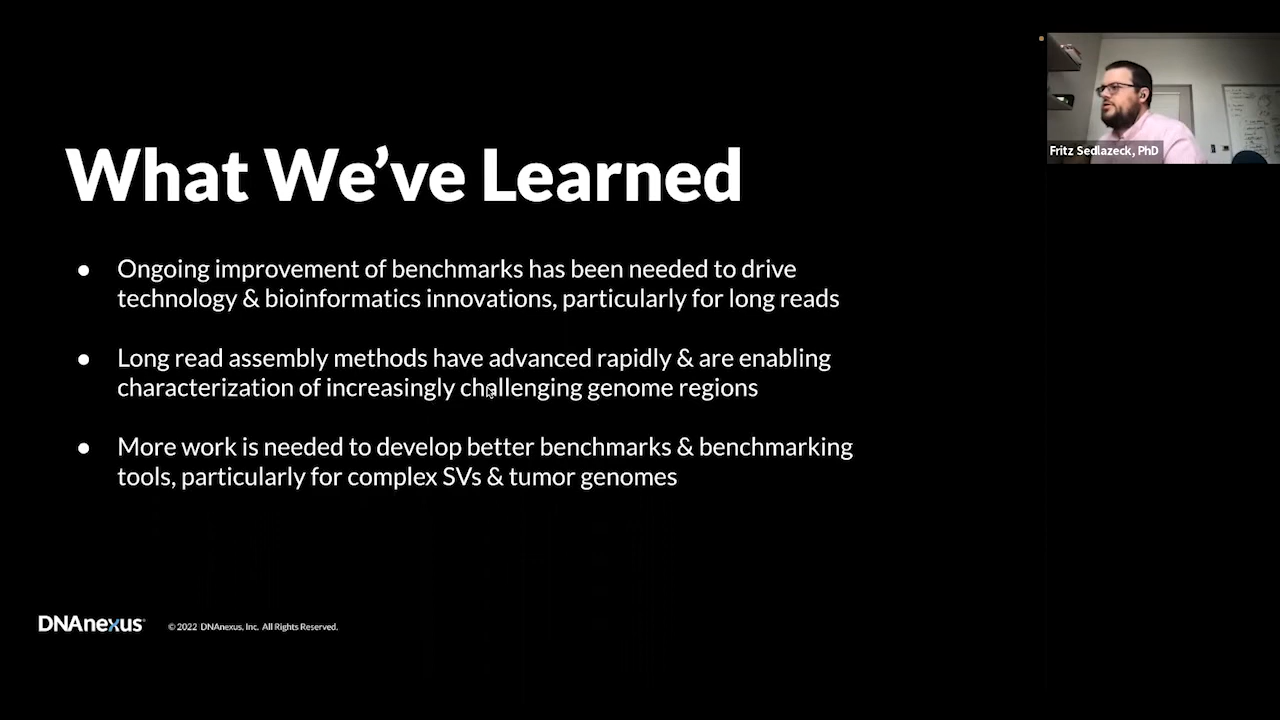 What We've Learned
● Ongoing improvement of benchmarks has been needed to drive
technology & bioinformatics innovations, particularly for long reads
● Long read assembly methods have advanced rapidly & are enabling
characterization of increasingly challenging genome regions
● More work is needed to develop better benchmarks & benchmarking
tools, particularly for complex SVs & tumor genomes
DNAnexus
© 2022 DNAnexus, Inc. All Rights Reserved.
Fritz Sedlazeck, PhD